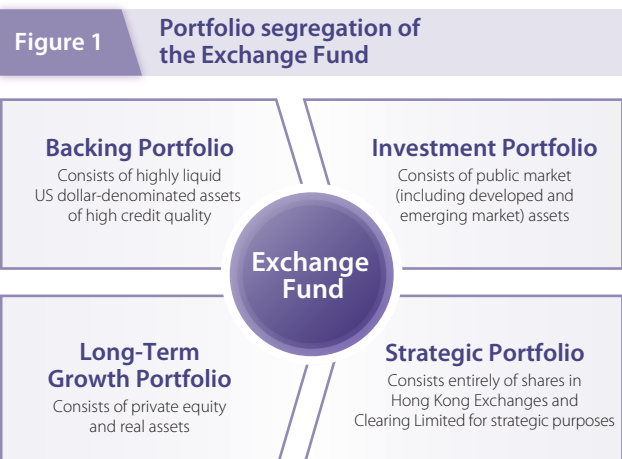 Figure 1
Portfolio segregation of
the Exchange Fund
Backing Portfolio
Consists of highly liquid
US dollar-denominated assets
of high credit quality
Investment Portfolio
Consists of public market
(including developed and
emerging market) assets
Exchange
Fund
Long-Term
Growth Portfolio
Consists of private equity
and real assets
Strategic Portfolio
Consists entirely of shares in
Hong Kong Exchanges and
Clearing Limited for strategic purposes